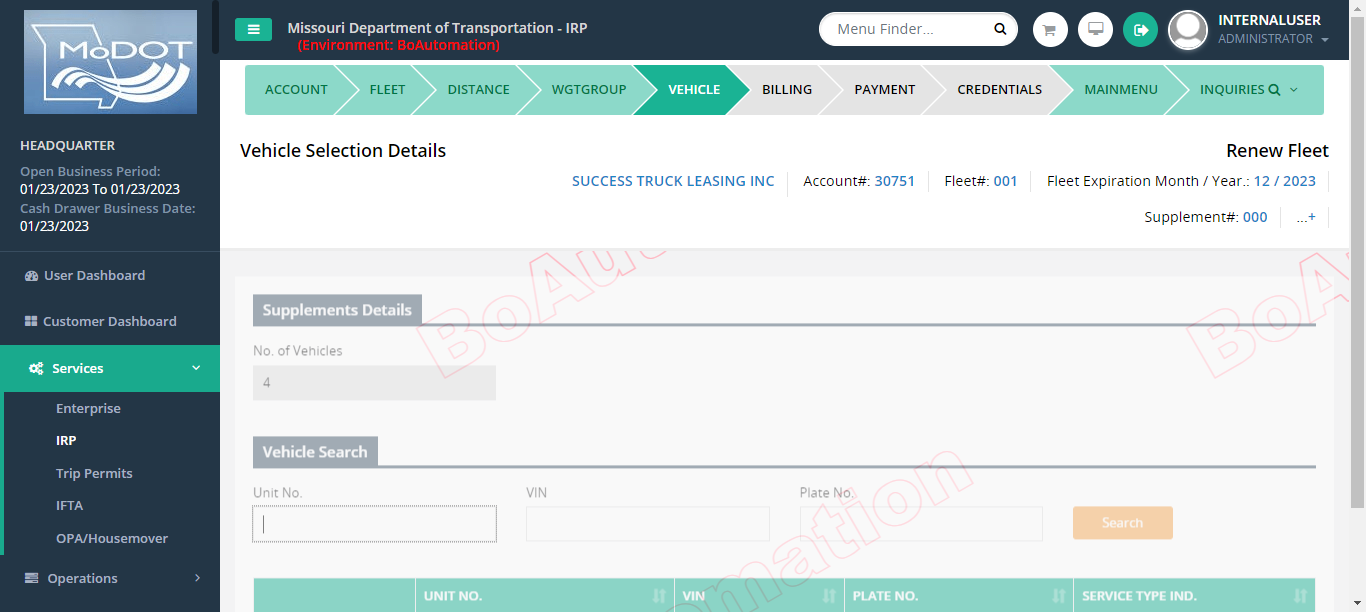 MoDOT
Missouri Department of Transportation - IRP
(Environment: BoAutomation)
Menu Finder...
INTERNALUSER
ADMINISTRATOR
HEADQUARTER
Open Business Period:
01/23/2023 To 01/23/2023
Cash Drawer Business Date:
01/23/2023
User Dashboard
Customer Dashboard
Services
Enterprise
IRP
Trip Permits
IFTA
OPA/Housemover
Operations
ACCOUNT FLEET DISTANCE WGTGROUP VEHICLE BILLING PAYMENT CREDENTIALS MAINMENU INQUIRIES
Vehicle Selection Details Renew Fleet
SUCCESS TRUCK LEASING INC Account#: 30751 Fleet#: 001 Fleet Expiration Month / Year.: 12 / 2023
Supplement#: 000 ...+
Supplements Details
No. of Vehicles
4
Vehicle Search
Unit No. VIN Plate No.
Search
UNIT NO. VIN PLATE NO. SERVICE TYPE IND.
BoAut
BoA
omation